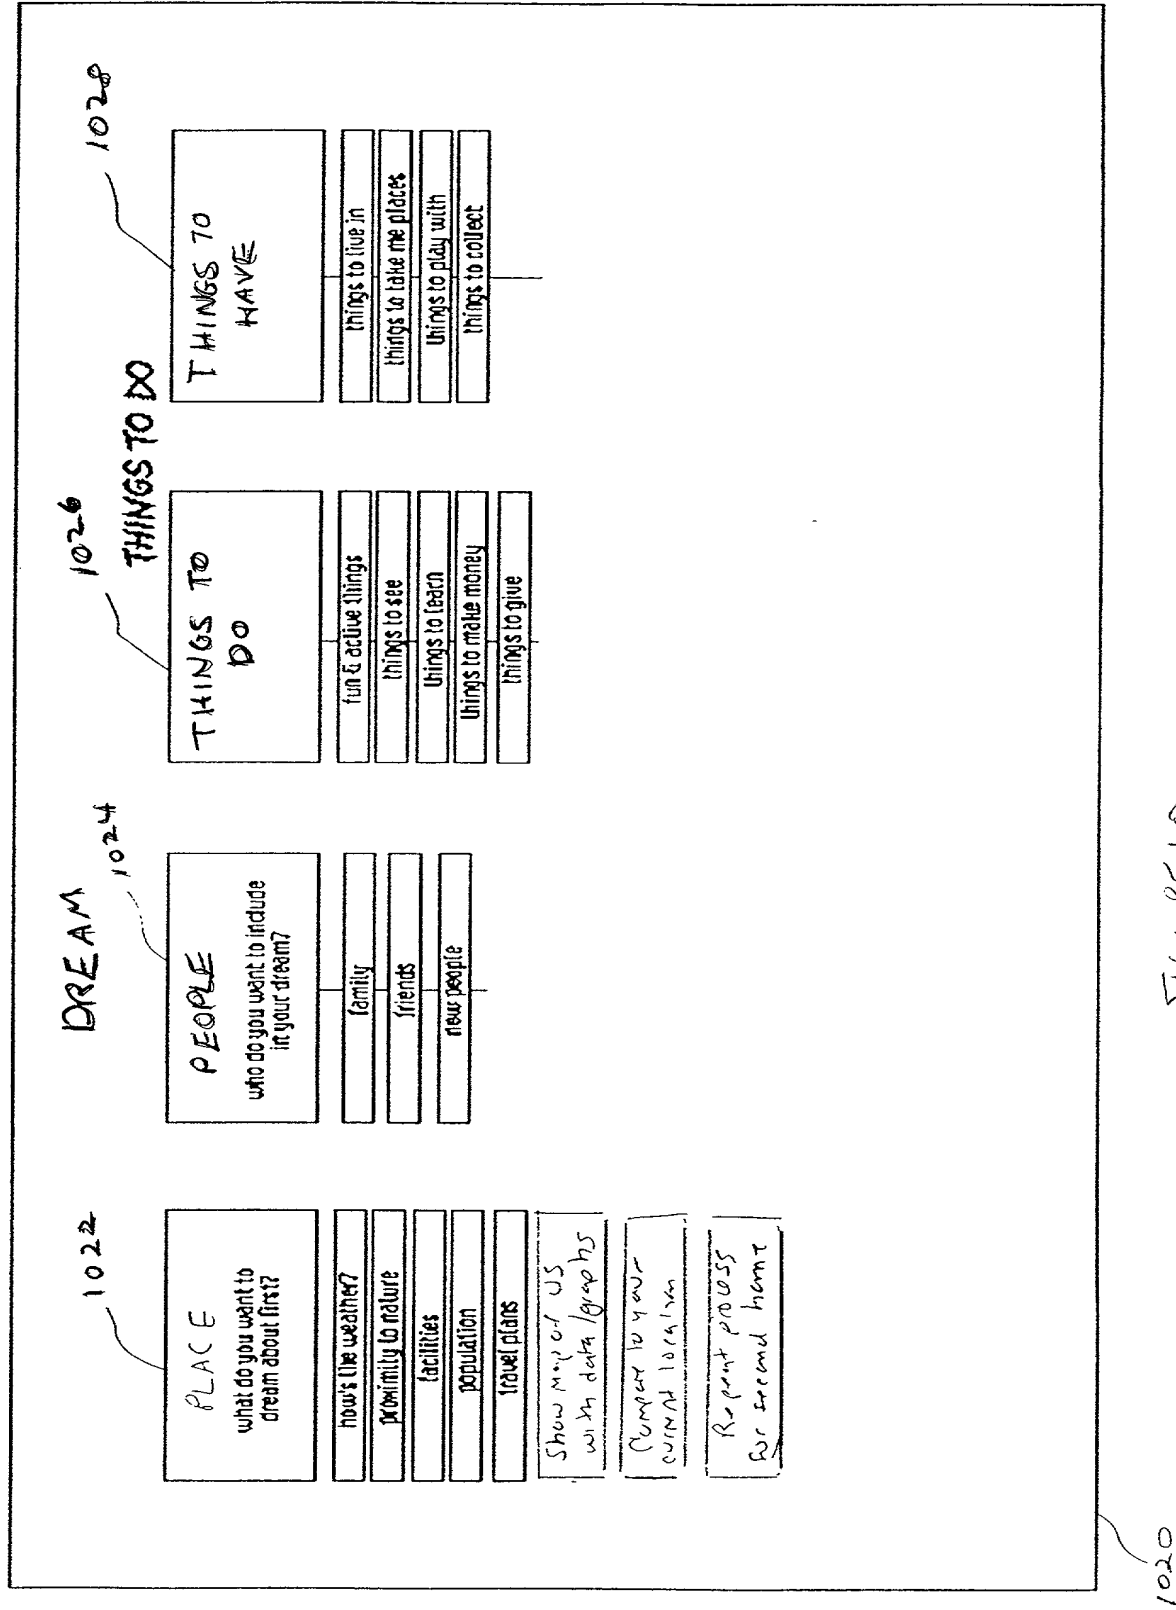 DREAM
THINGS TO DO
1022
PLACE
what do you want to
dream about first?
how's the weather?
proximity to nature
facilities
population
travel plans
Show map of US
with data/graphs
Compare to your
current location
Repeat process
for second home
1024
PEOPLE
who do you want to include
in your dream?
family
friends
new people
1026
THINGS TO
DO
fun & active things
things to see
things to learn
things to make money
things to give
1028
THINGS TO
HAVE
things to live in
things to take me places
things to play with
things to collect
1020